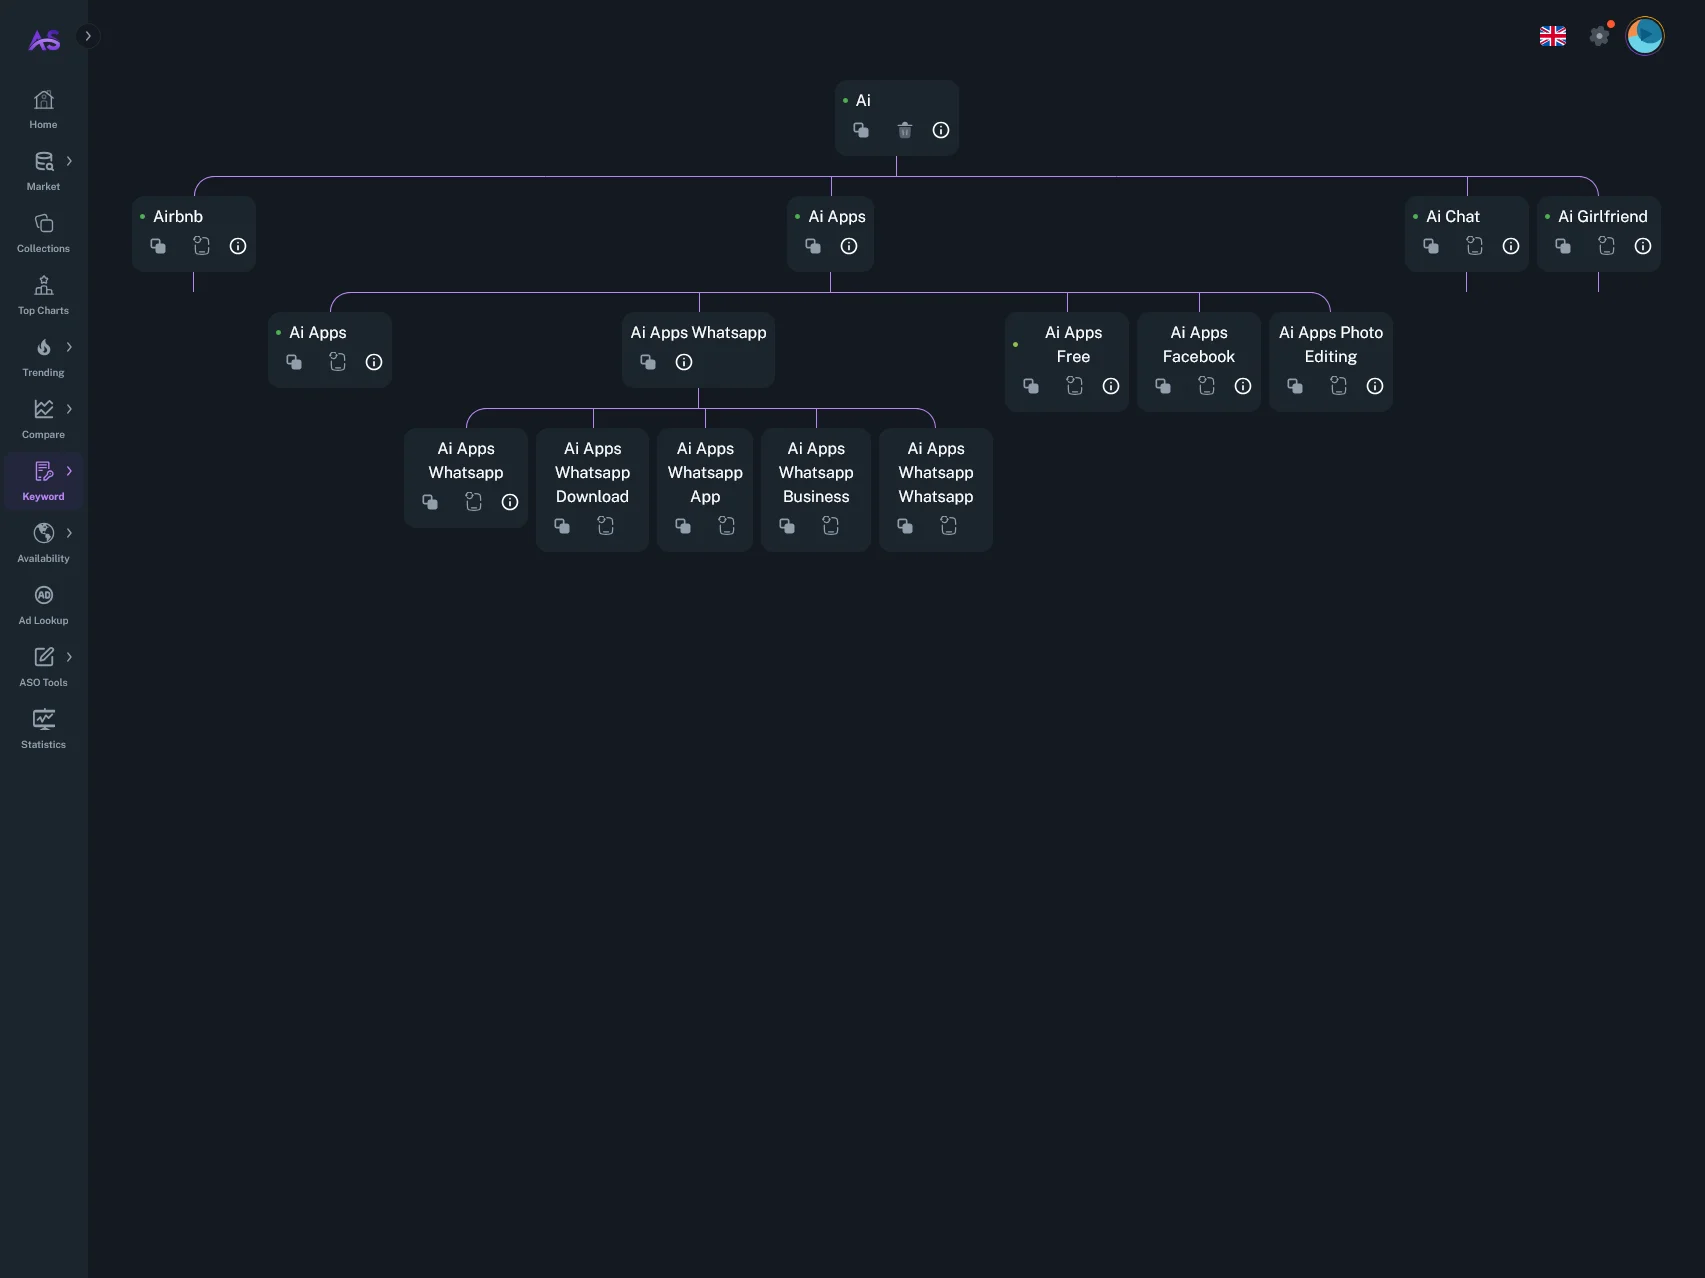 AS
Home
Market
Collections
Top Charts
Trending
Compare
Keyword
Availability
AD
Ad Lookup
ASO Tools
Statistics
Ai
Airbnb
Ai Apps
Ai Chat
Ai Girlfriend
Ai Apps
Ai Apps Whatsapp
Ai Apps
Free
Ai Apps
Facebook
Ai Apps Photo
Editing
Ai Apps
Whatsapp
Ai Apps
Whatsapp
Download
Ai Apps
Whatsapp
App
Ai Apps
Whatsapp
Business
Ai Apps
Whatsapp
Whatsapp